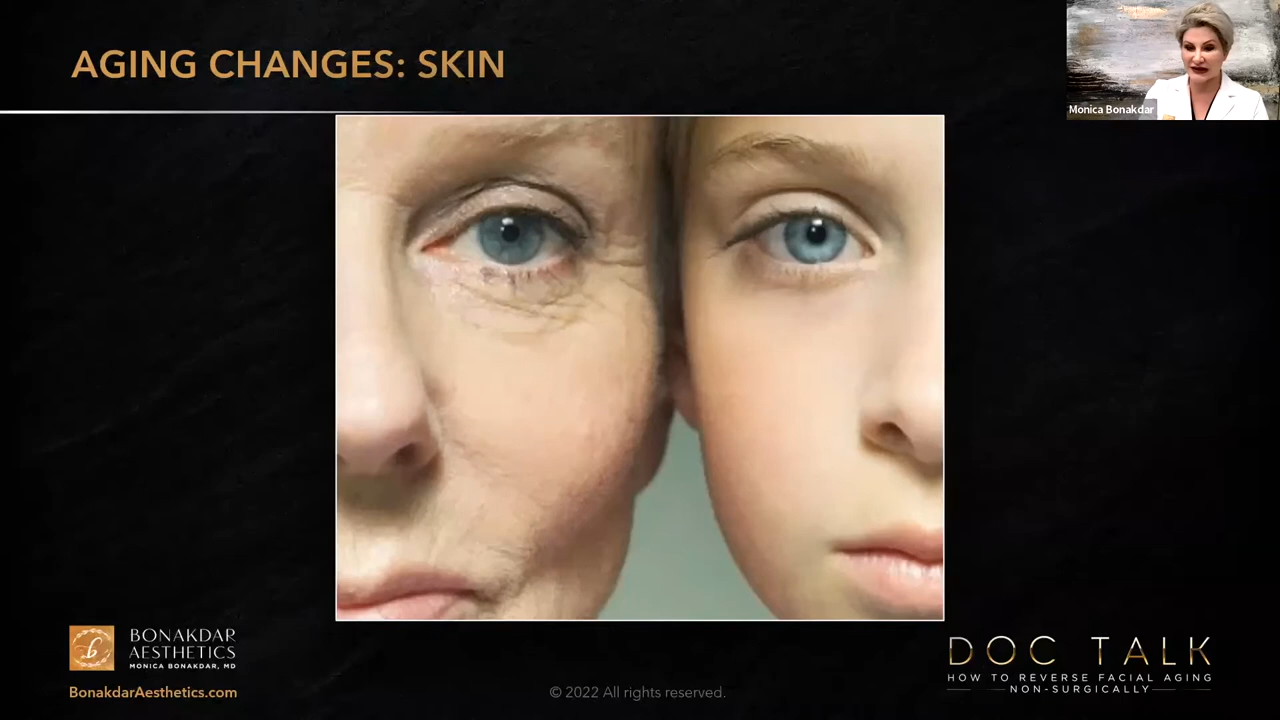 AGING CHANGES: SKIN
Monica Bonakdar
BONAKDAR
AESTHETICS
MONICA BONAKDAR, MD
BonakdarAesthetics.com
© 2022 All rights reserved.
DOC TALK
HOW TO REVERSE FACIAL AGING
NON-SURGICALLY